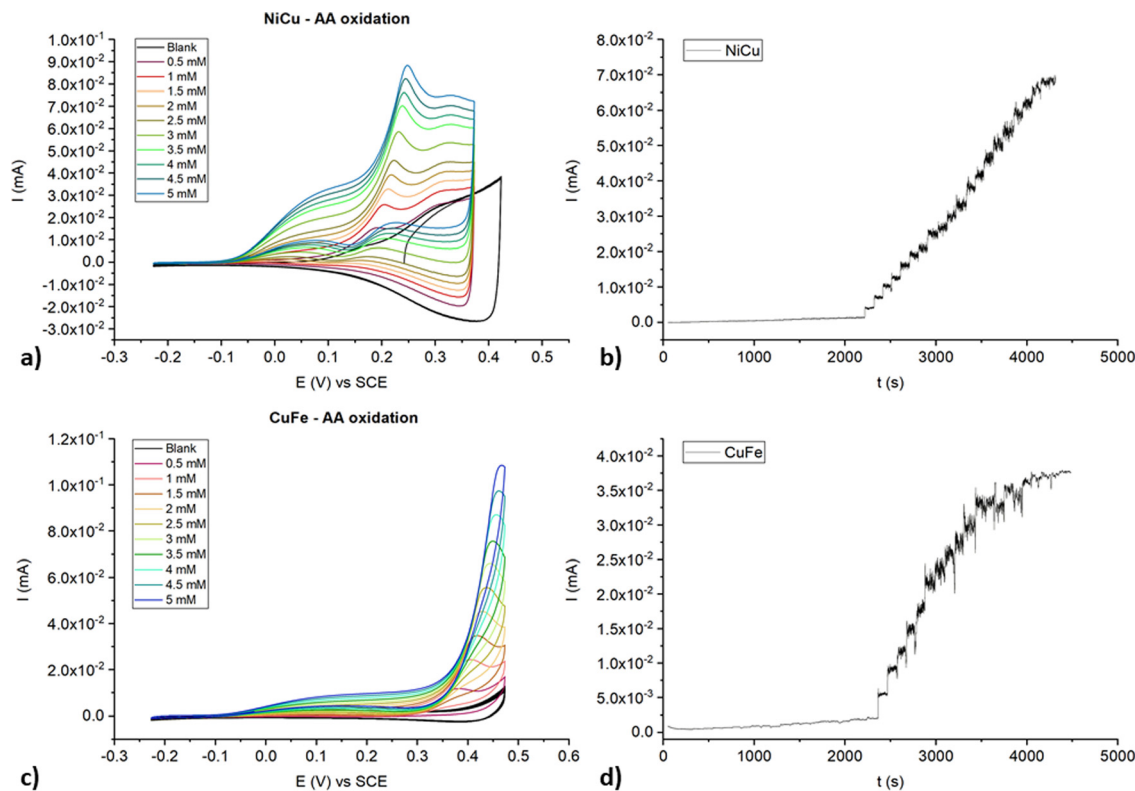 NiCu - AA oxidation
1.0x10⁻¹
9.0x10⁻²
8.0x10⁻²
7.0x10⁻²
6.0x10⁻²
5.0x10⁻²
4.0x10⁻²
3.0x10⁻²
2.0x10⁻²
1.0x10⁻²
0.0
-1.0x10⁻²
-2.0x10⁻²
-3.0x10⁻²
I (mA)
Blank
0.5 mM
1 mM
1.5 mM
2 mM
2.5 mM
3 mM
3.5 mM
4 mM
4.5 mM
5 mM
-0.3 -0.2 -0.1 0.0 0.1 0.2 0.3 0.4 0.5
E (V) vs SCE
a)
8.0x10⁻²
7.0x10⁻²
6.0x10⁻²
5.0x10⁻²
4.0x10⁻²
3.0x10⁻²
2.0x10⁻²
1.0x10⁻²
0.0
I (mA)
NiCu
0 1000 2000 3000 4000 5000
t (s)
b)
CuFe - AA oxidation
1.2x10⁻¹
1.0x10⁻¹
8.0x10⁻²
6.0x10⁻²
4.0x10⁻²
2.0x10⁻²
0.0
I (mA)
Blank
0.5 mM
1 mM
1.5 mM
2 mM
2.5 mM
3 mM
3.5 mM
4 mM
4.5 mM
5 mM
-0.3 -0.2 -0.1 0.0 0.1 0.2 0.3 0.4 0.5 0.6
E (V) vs SCE
c)
4.0x10⁻²
3.5x10⁻²
3.0x10⁻²
2.5x10⁻²
2.0x10⁻²
1.5x10⁻²
1.0x10⁻²
5.0x10⁻³
0.0
I (mA)
CuFe
0 1000 2000 3000 4000 5000
t (s)
d)